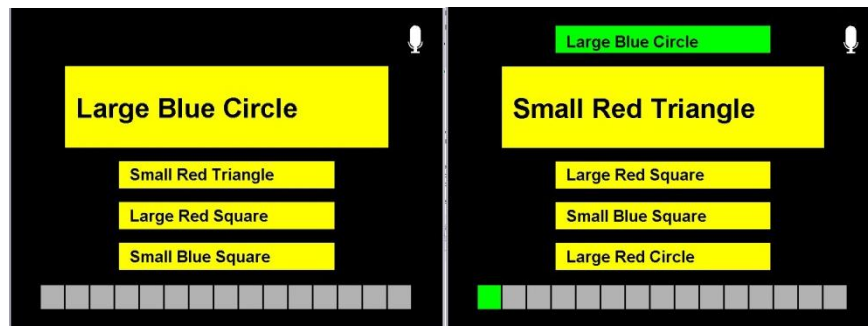 Large Blue Circle
Small Red Triangle
Large Red Square
Small Blue Square
Large Blue Circle
Small Red Triangle
Large Red Square
Small Blue Square
Large Red Circle